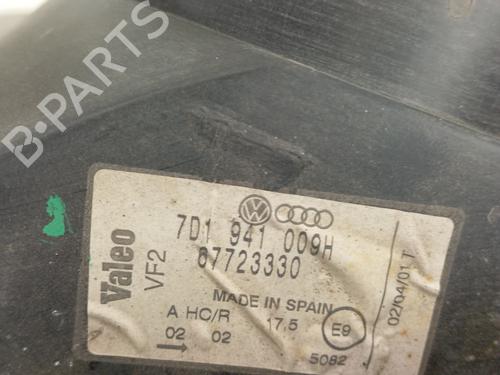 B-PARTS
Valeo
VF2
7D1 941 009H
87723330
MADE IN SPAIN
A HC/R 17.5 E9
02 02 5082
02/04/01 T